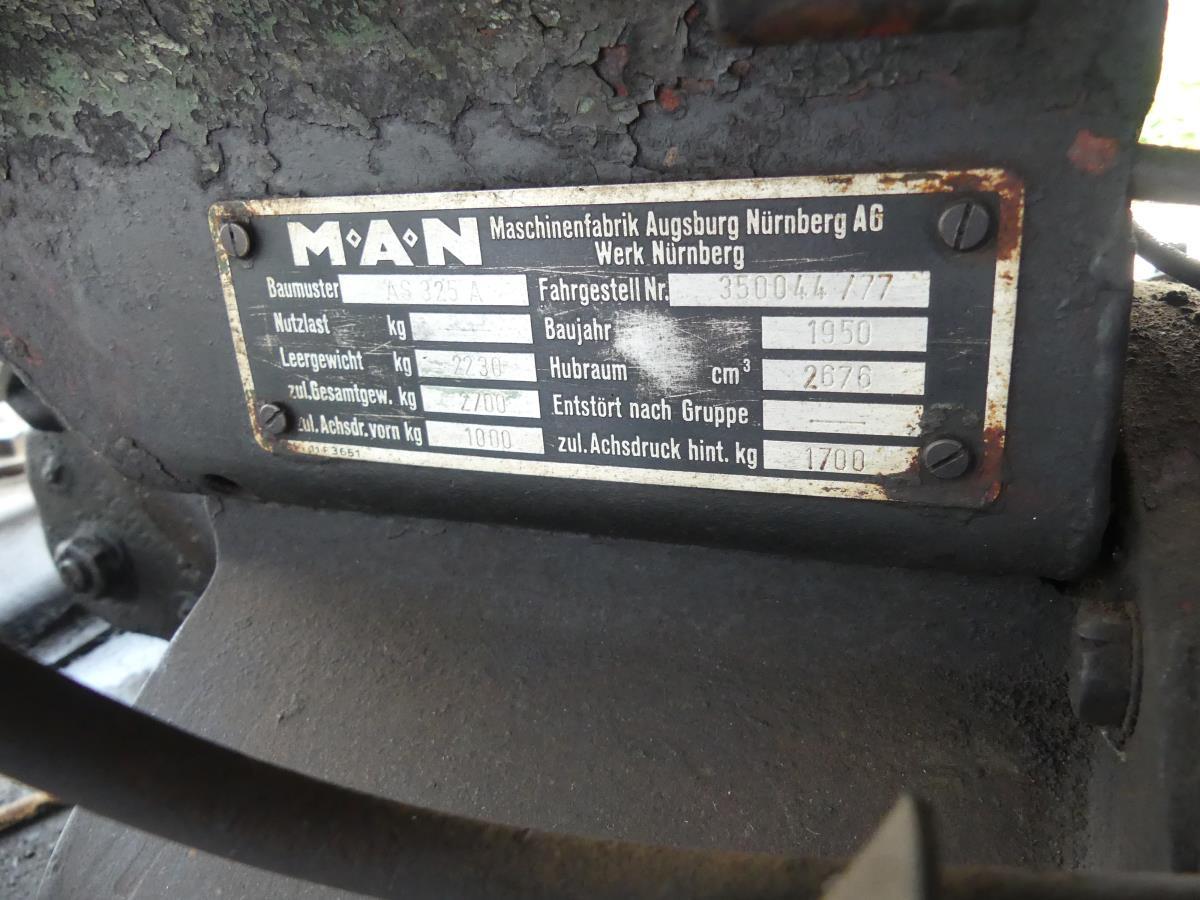 M·A·N Maschinenfabrik Augsburg Nürnberg AG
Werk Nürnberg
Baumuster AS 325 A Fahrgestell Nr. 350044 /77
Nutzlast kg Baujahr 1950
Leergewicht kg 2230 Hubraum cm³ 2676
zul.Gesamtgew. kg 2700 Entstört nach Gruppe —
zul.Achsdr.vorn kg 1000 zul.Achsdruck hint. kg 1700
3651